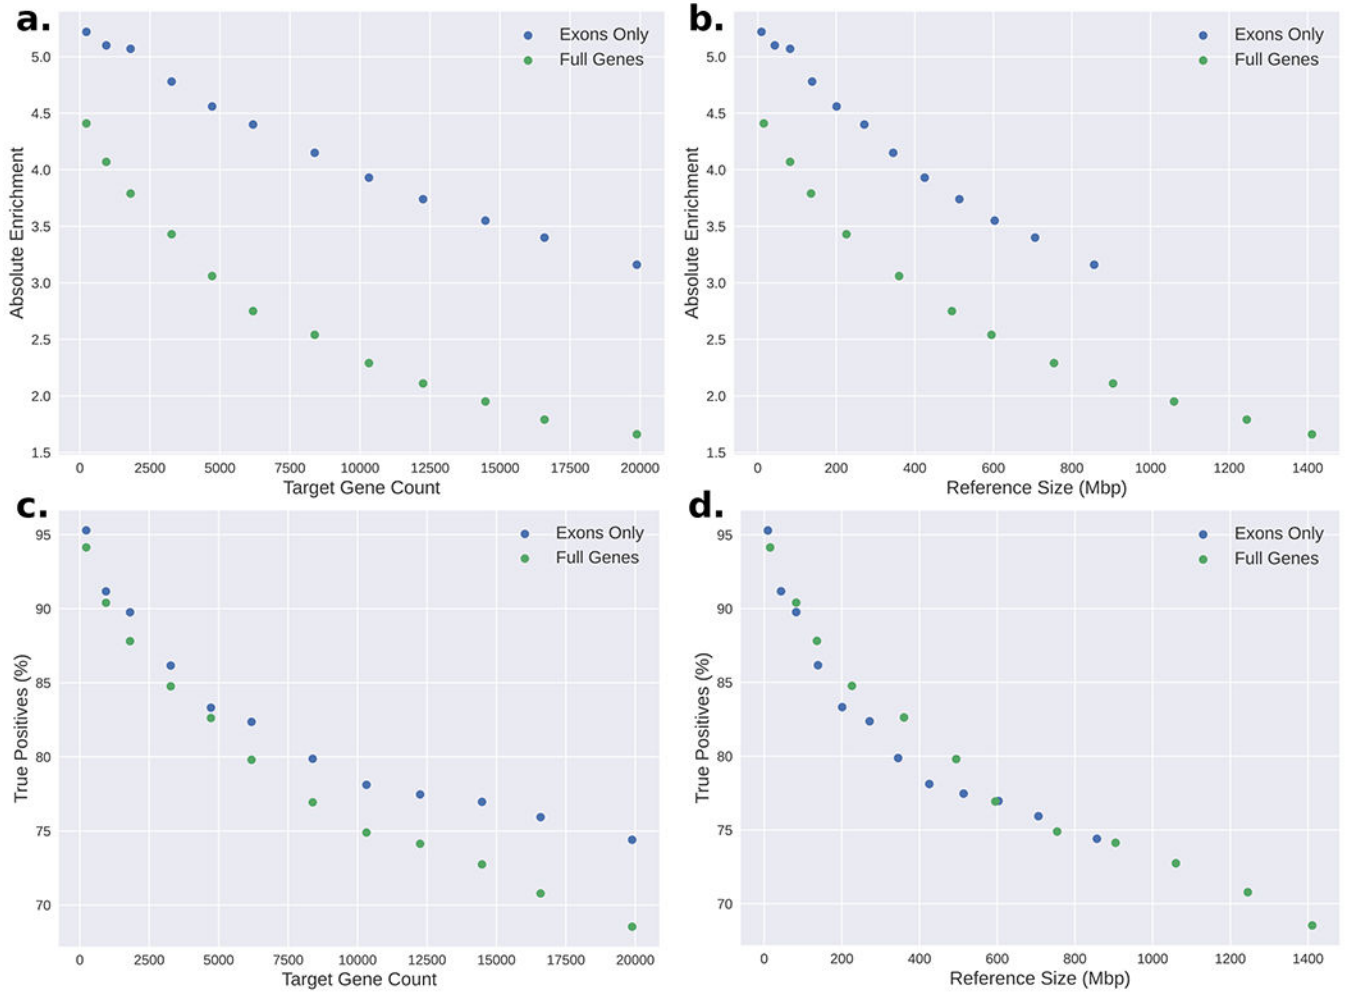 a.
Exons Only
Full Genes
5.0
4.5
4.0
3.5
3.0
2.5
2.0
1.5
Absolute Enrichment
0 2500 5000 7500 10000 12500 15000 17500 20000
Target Gene Count
b.
Exons Only
Full Genes
5.0
4.5
4.0
3.5
3.0
2.5
2.0
1.5
Absolute Enrichment
0 200 400 600 800 1000 1200 1400
Reference Size (Mbp)
c.
Exons Only
Full Genes
95
90
85
80
75
70
True Positives (%)
0 2500 5000 7500 10000 12500 15000 17500 20000
Target Gene Count
d.
Exons Only
Full Genes
95
90
85
80
75
70
True Positives (%)
0 200 400 600 800 1000 1200 1400
Reference Size (Mbp)